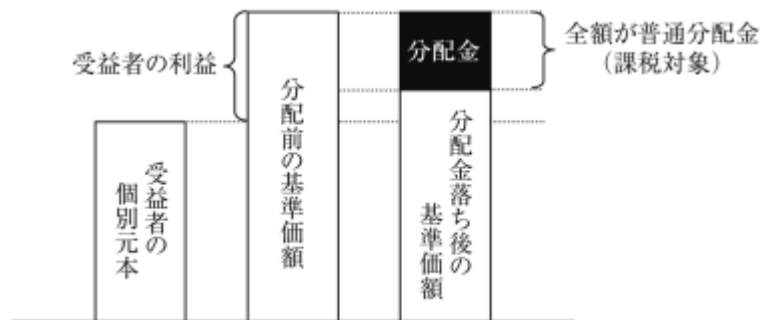 受益者の利益
受益者の
個別元本
分配前の基準価額
分配金
分配金落ち後の
基準価額
全額が普通分配金
（課税対象）